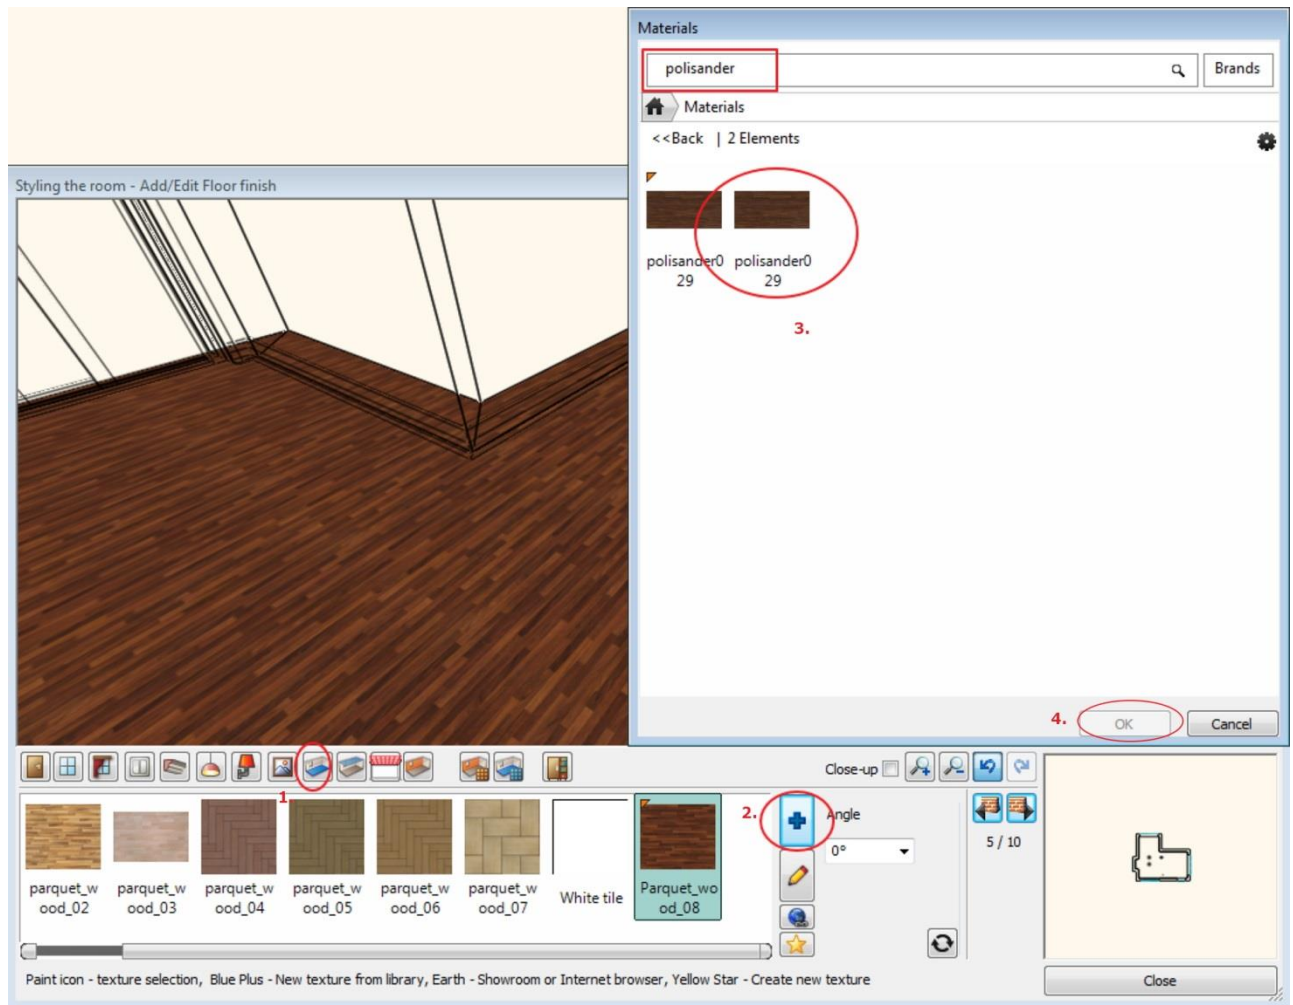 Materials
polisander
Brands
Materials
<<Back | 2 Elements
Styling the room - Add/Edit Floor finish
polisander0
29
polisander0
29
3.
4.
OK
Cancel
1
Close-up
2.
Angle
0°
5 / 10
parquet_w
ood_02
parquet_w
ood_03
parquet_w
ood_04
parquet_w
ood_05
parquet_w
ood_06
parquet_w
ood_07
White tile
Parquet_wo
od_08
Paint icon - texture selection, Blue Plus - New texture from library, Earth - Showroom or Internet browser, Yellow Star - Create new texture
Close